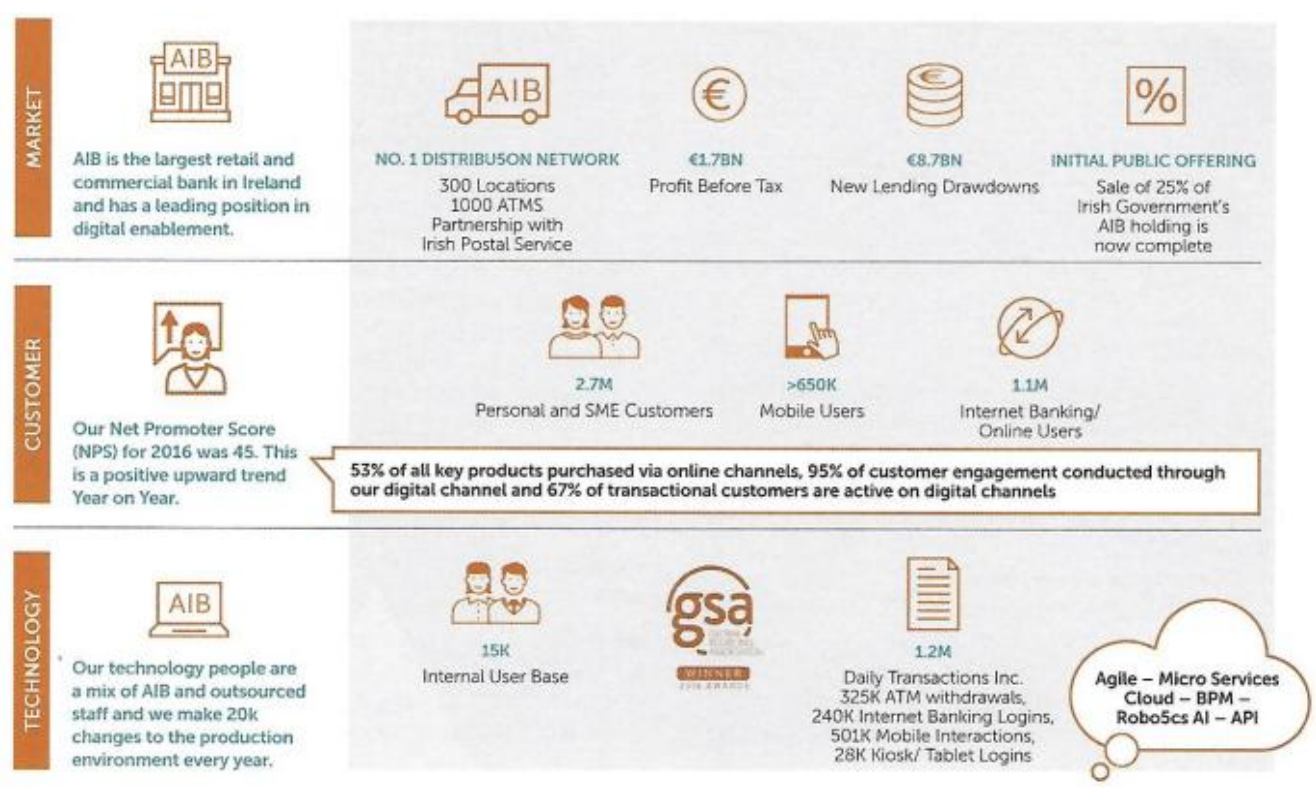 MARKET
AIB
AIB is the largest retail and
commercial bank in Ireland
and has a leading position in
digital enablement.
AIB
NO. 1 DISTRIBU5ON NETWORK
300 Locations
1000 ATMS
Partnership with
Irish Postal Service
€
€1.7BN
Profit Before Tax
€
€8.7BN
New Lending Drawdowns
%
INITIAL PUBLIC OFFERING
Sale of 25% of
Irish Government's
AIB holding is
now complete
CUSTOMER
Our Net Promoter Score
(NPS) for 2016 was 45. This
is a positive upward trend
Year on Year.
2.7M
Personal and SME Customers
>650K
Mobile Users
1.1M
Internet Banking/
Online Users
53% of all key products purchased via online channels, 95% of customer engagement conducted through
our digital channel and 67% of transactional customers are active on digital channels
TECHNOLOGY
AIB
Our technology people are
a mix of AIB and outsourced
staff and we make 20k
changes to the production
environment every year.
15K
Internal User Base
gsa
WINNER
2016 AWARDS
1.2M
Daily Transactions Inc.
325K ATM withdrawals,
240K Internet Banking Logins,
501K Mobile Interactions,
28K Kiosk/ Tablet Logins
Agile – Micro Services
Cloud – BPM –
Robo5cs AI – API